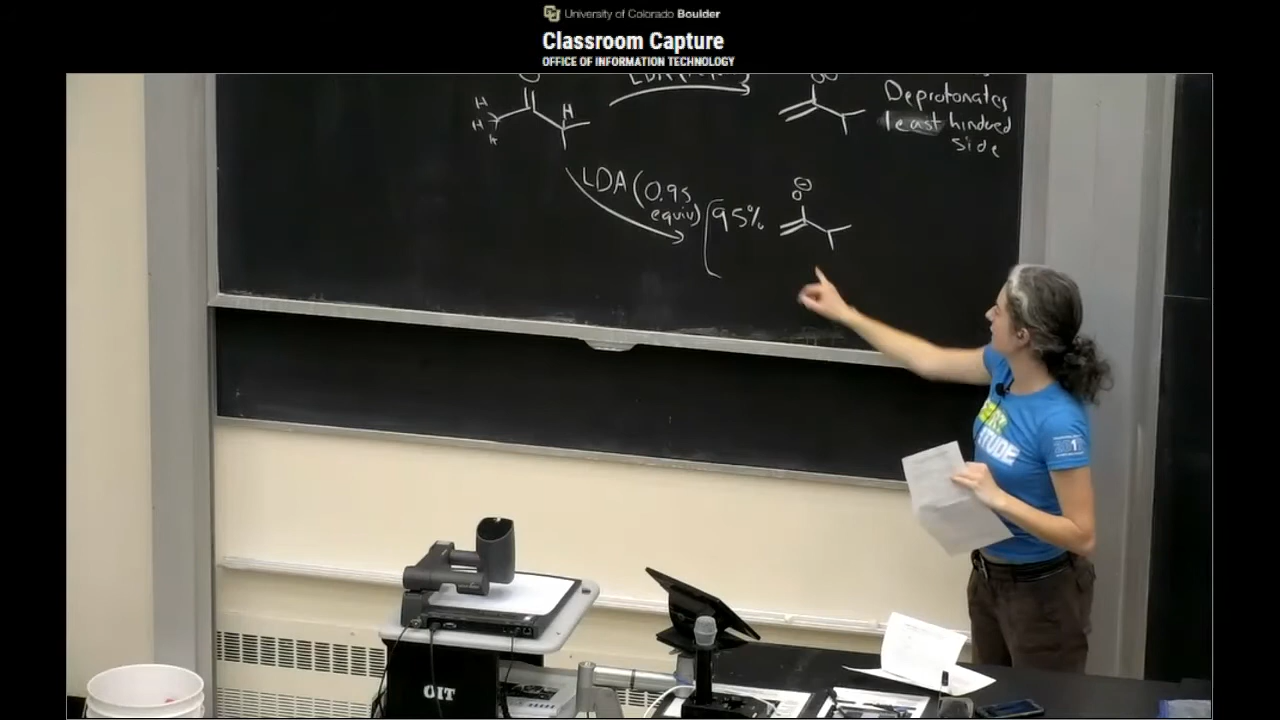 University of Colorado Boulder
Classroom Capture
OFFICE OF INFORMATION TECHNOLOGY
Deprotonates
least hindered
side
H
H
H
H
LDA (0.95
equiv)
95%
O
OIT